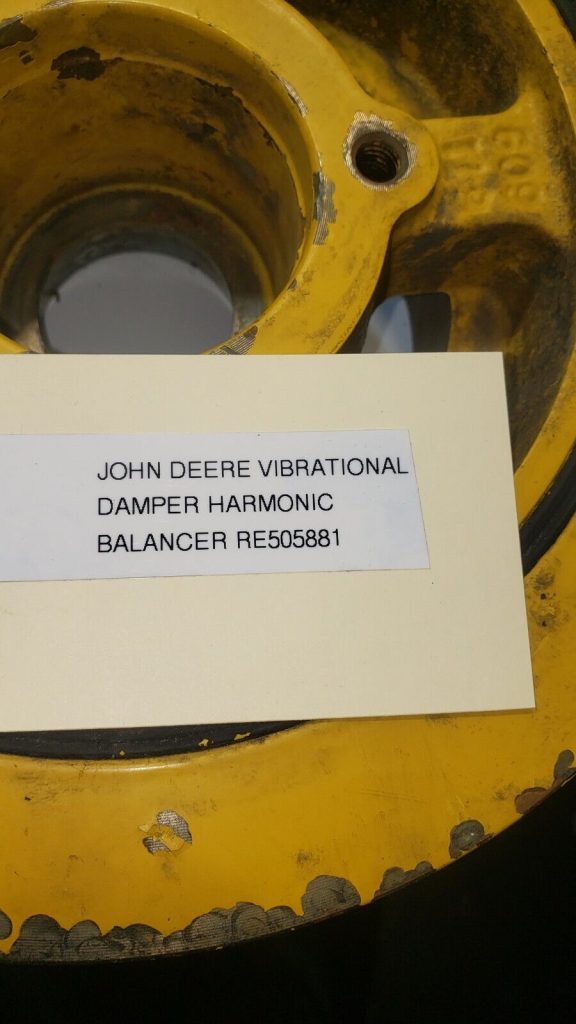 JOHN DEERE VIBRATIONAL
DAMPER HARMONIC
BALANCER RE505881